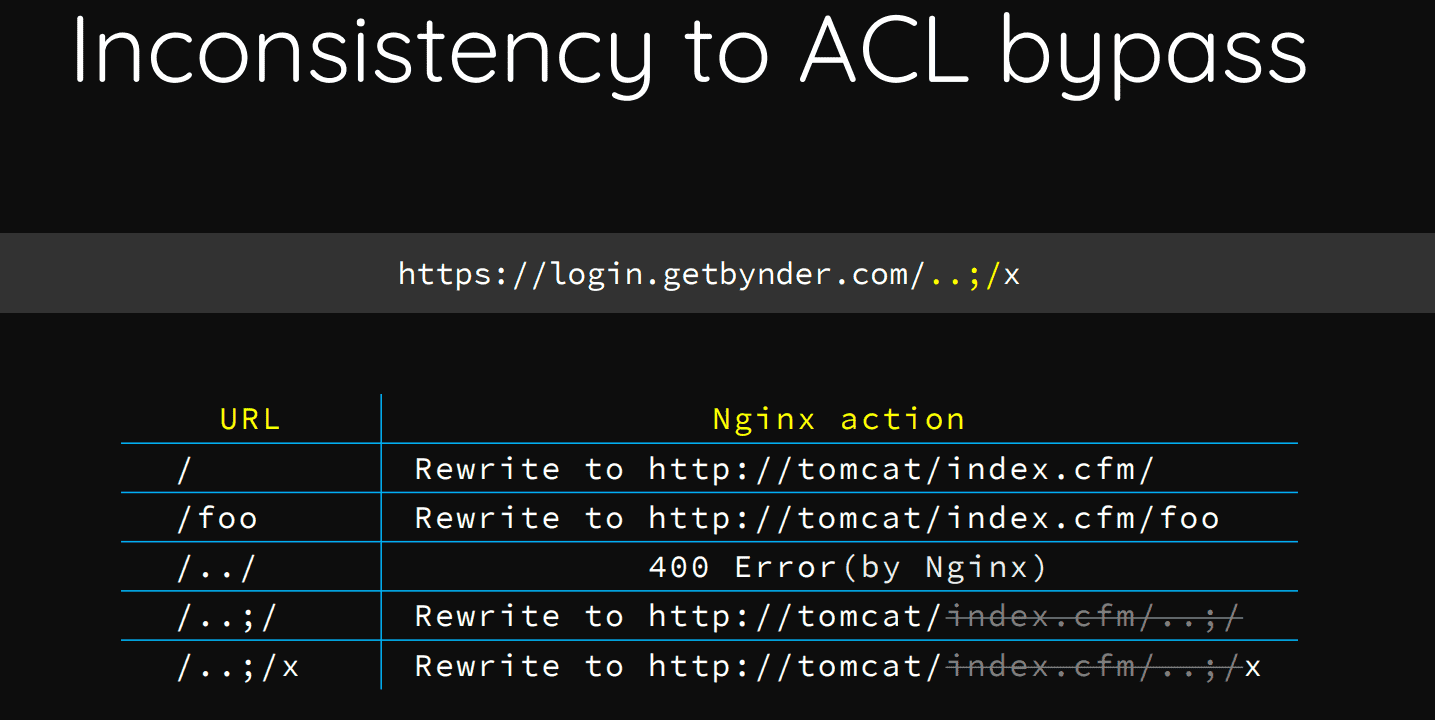 Inconsistency to ACL bypass
https://login.getbynder.com/..;/x
URL Nginx action
/ Rewrite to http://tomcat/index.cfm/
/foo Rewrite to http://tomcat/index.cfm/foo
/../ 400 Error(by Nginx)
/..;/ Rewrite to http://tomcat/index.cfm/..;/
/..;/x Rewrite to http://tomcat/index.cfm/..;/x